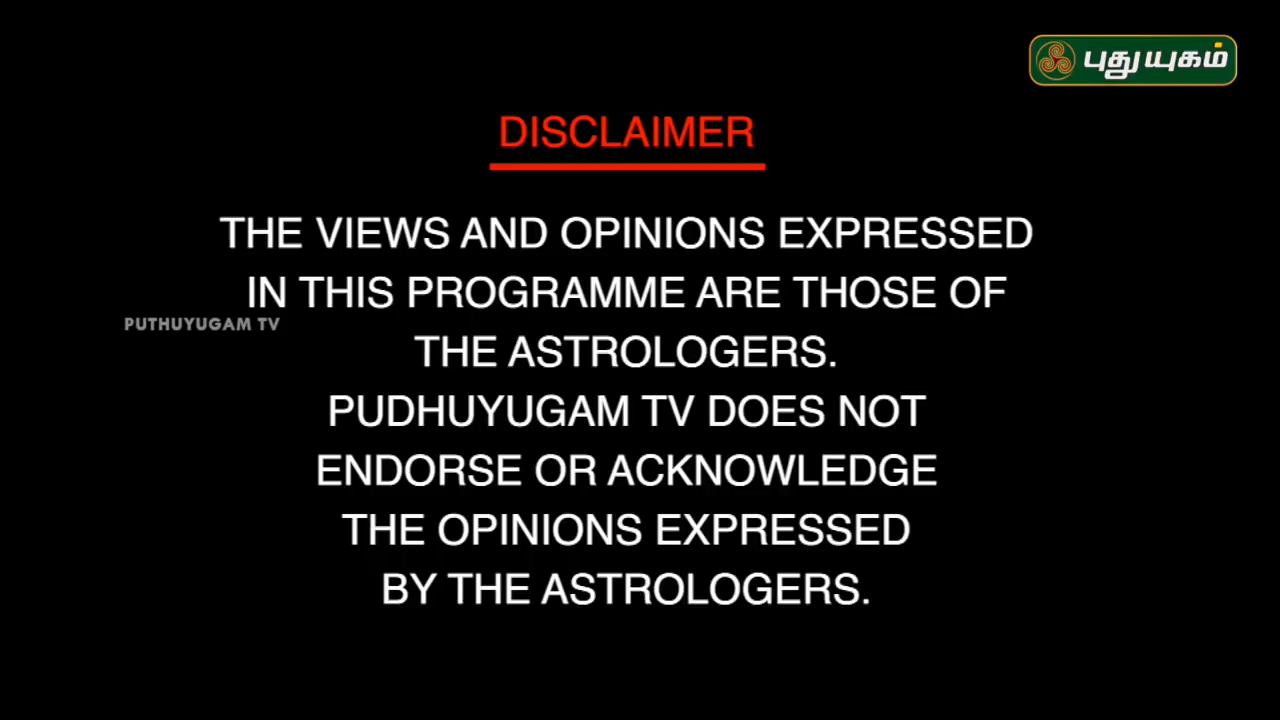 புதுயுகம்
DISCLAIMER
THE VIEWS AND OPINIONS EXPRESSED
IN THIS PROGRAMME ARE THOSE OF
PUTHUYUGAM TV
THE ASTROLOGERS.
PUDHUYUGAM TV DOES NOT
ENDORSE OR ACKNOWLEDGE
THE OPINIONS EXPRESSED
BY THE ASTROLOGERS.